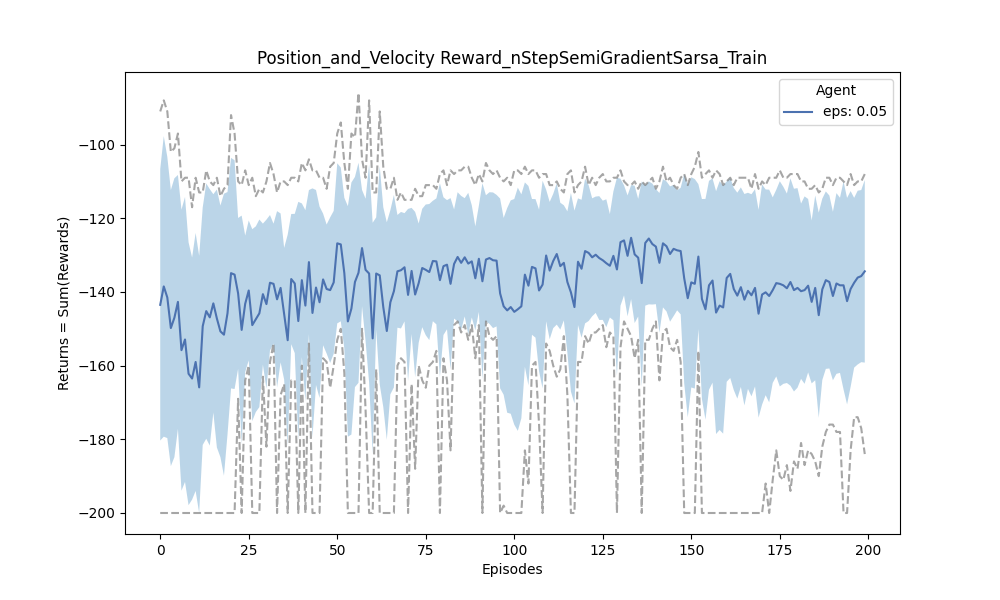 Position_and_Velocity Reward_nStepSemiGradientSarsa_Train
Agent
eps: 0.05
Returns = Sum(Rewards)
−100
−120
−140
−160
−180
−200
0 25 50 75 100 125 150 175 200
Episodes